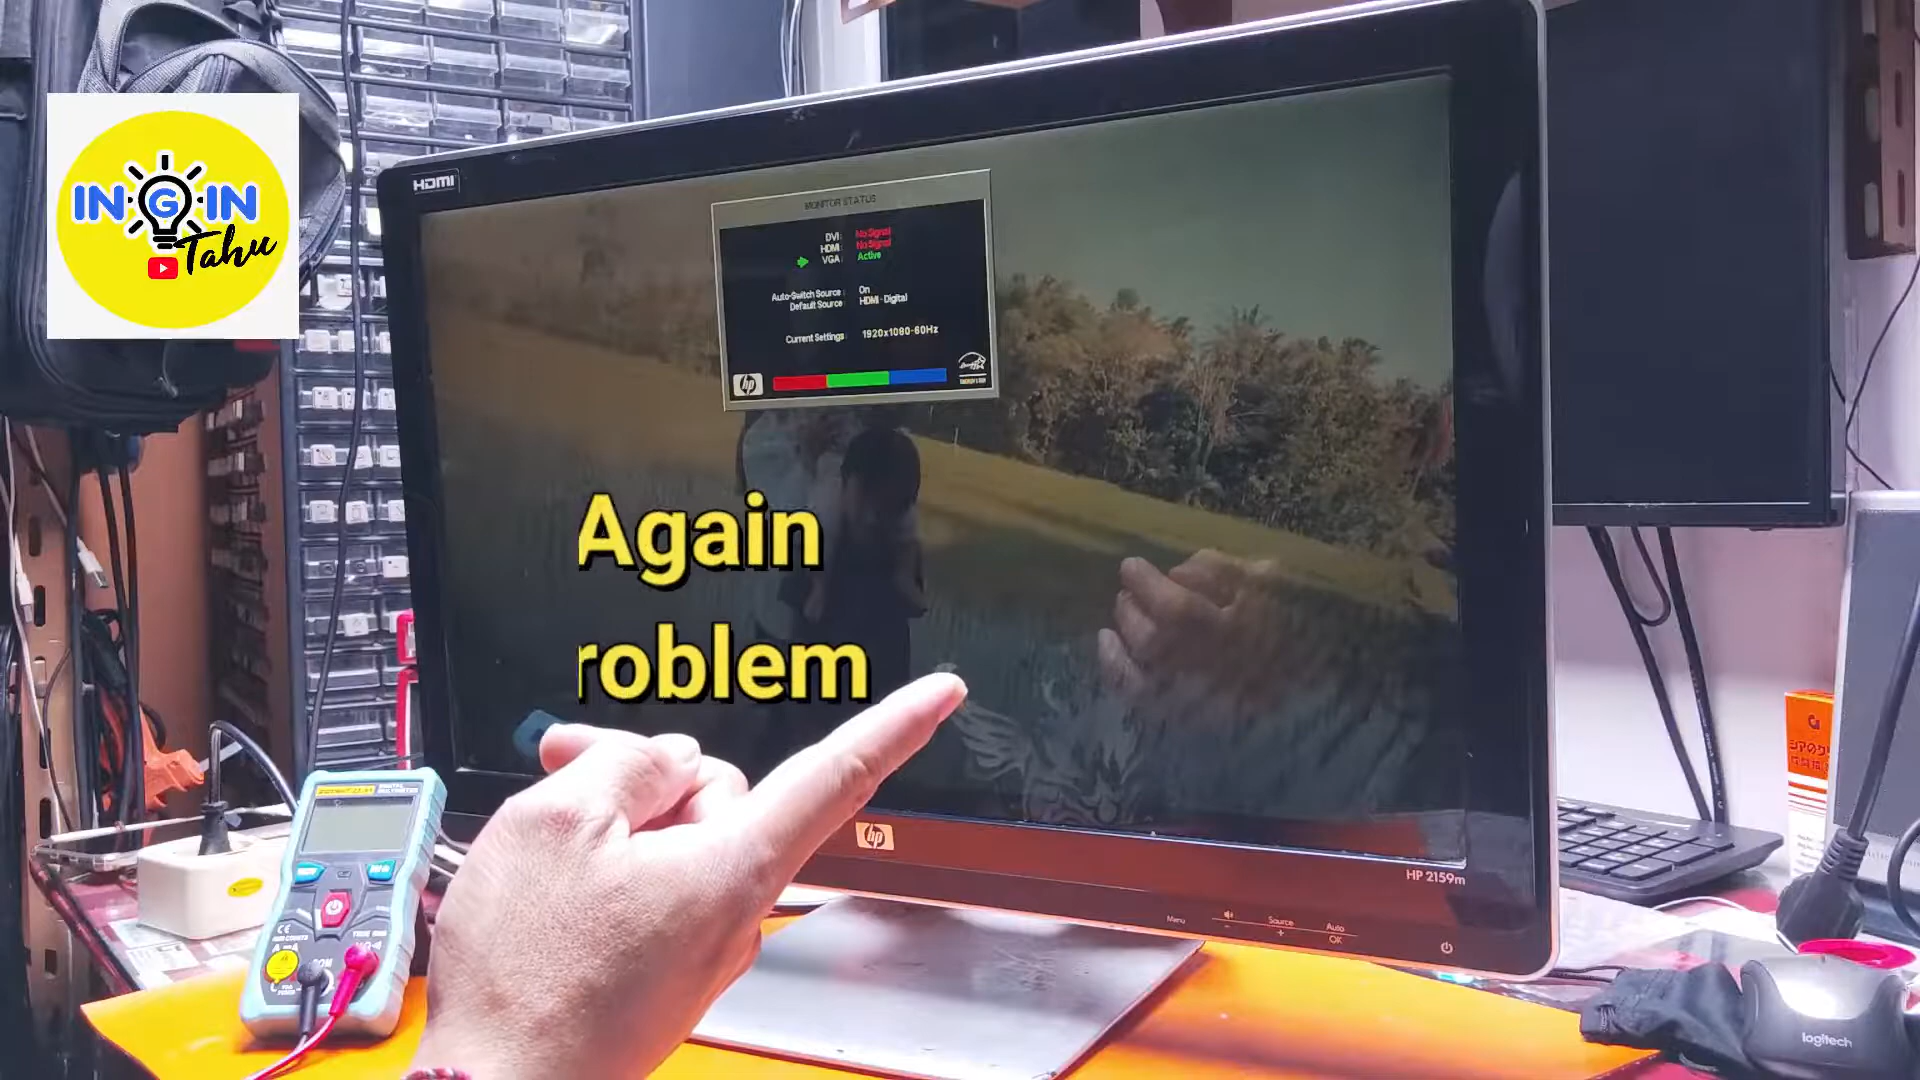 IN G IN
Tahu
HDMI
MONITOR STATUS
DVI: No Signal
HDMI: No Signal
VGA: Active
Auto-Switch Source: On
Default Source: HDMI - Digital
Current Settings: 1920x1080-60Hz
hp
Again
roblem
hp
HP 2159m
Menu
Source
Auto
- + OK
CE
logitech